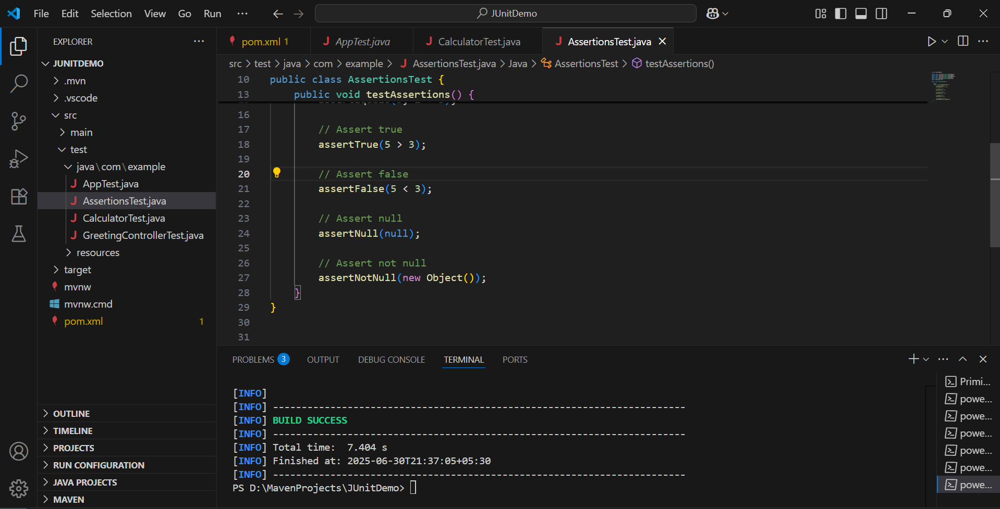 File Edit Selection View Go Run ···
JUnitDemo
EXPLORER ···
JUNITDEMO
.mvn
.vscode
src
main
test
java\com\example
AppTest.java
AssertionsTest.java
CalculatorTest.java
GreetingControllerTest.java
resources
target
mvnw
mvnw.cmd
pom.xml 1
OUTLINE
TIMELINE
PROJECTS
RUN CONFIGURATION
JAVA PROJECTS
MAVEN
pom.xml 1 AppTest.java CalculatorTest.java AssertionsTest.java
src > test > java > com > example > AssertionsTest.java > Java > AssertionsTest > testAssertions()
10 public class AssertionsTest {
13 public void testAssertions() {
16
17 // Assert true
18 assertTrue(5 > 3);
19
20 // Assert false
21 assertFalse(5 < 3);
22
23 // Assert null
24 assertNull(null);
25
26 // Assert not null
27 assertNotNull(new Object());
28 }
29 }
30
31
PROBLEMS 3 OUTPUT DEBUG CONSOLE TERMINAL PORTS
[INFO]
[INFO] ------------------------------------------------------------------------
[INFO] BUILD SUCCESS
[INFO] ------------------------------------------------------------------------
[INFO] Total time:  7.404 s
[INFO] Finished at: 2025-06-30T21:37:05+05:30
[INFO] ------------------------------------------------------------------------
PS D:\MavenProjects\JUnitDemo>
Primi...
powe...
powe...
powe...
powe...
powe...
powe...